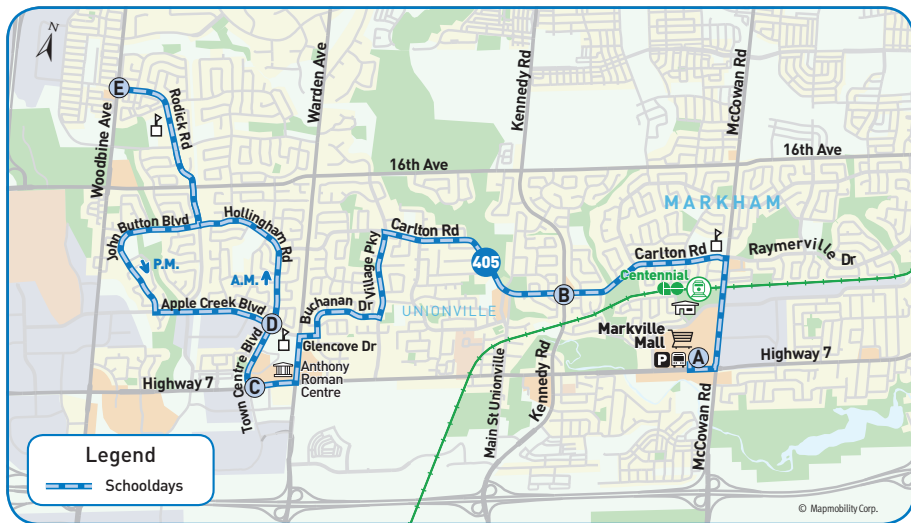 N
E
Woodbine Ave
Rodick Rd
Warden Ave
Kennedy Rd
McCowan Rd
16th Ave
16th Ave
MARKHAM
John Button Blvd
Hollingham Rd
P.M.
A.M.
Village Pky
Carlton Rd
405
Carlton Rd
Raymerville Dr
Centennial
B
Apple Creek Blvd
D
Buchanan Dr
UNIONVILLE
Glencove Dr
Town Centre Blvd
Anthony
Roman
Centre
Markville
Mall
P
A
Highway 7
Highway 7
C
Main St Unionville
Kennedy Rd
McCowan Rd
Legend
Schooldays
© Mapmobility Corp.